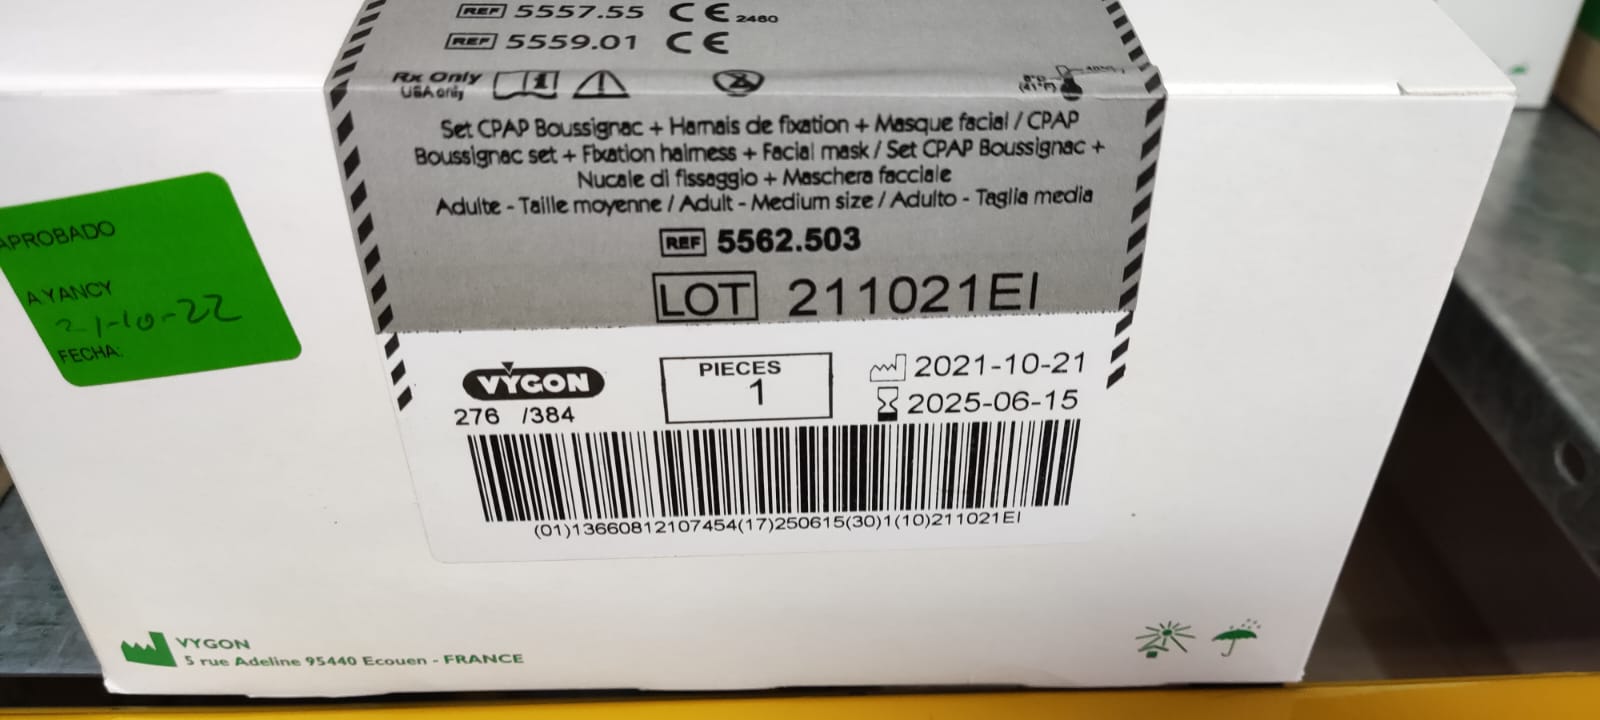 REF 5557.55 CE 2460
REF 5559.01 CE
Rx Only
USA only
Set CPAP Boussignac + Harnais de fixation + Masque facial / CPAP
Boussignac set + Fixation halrness + Facial mask / Set CPAP Boussignac +
Nucale di fissaggio + Maschera facciale
Adulte - Taille moyenne / Adult - Medium size / Adulto - Taglia media
REF 5562.503
LOT 211021EI
APROBADO
AYANCY
21-10-22
FECHA:
VYGON
276 /384
PIECES
1
2021-10-21
2025-06-15
(01)13660812107454(17)250615(30)1(10)211021EI
VYGON
5 rue Adeline 95440 Ecouen - FRANCE